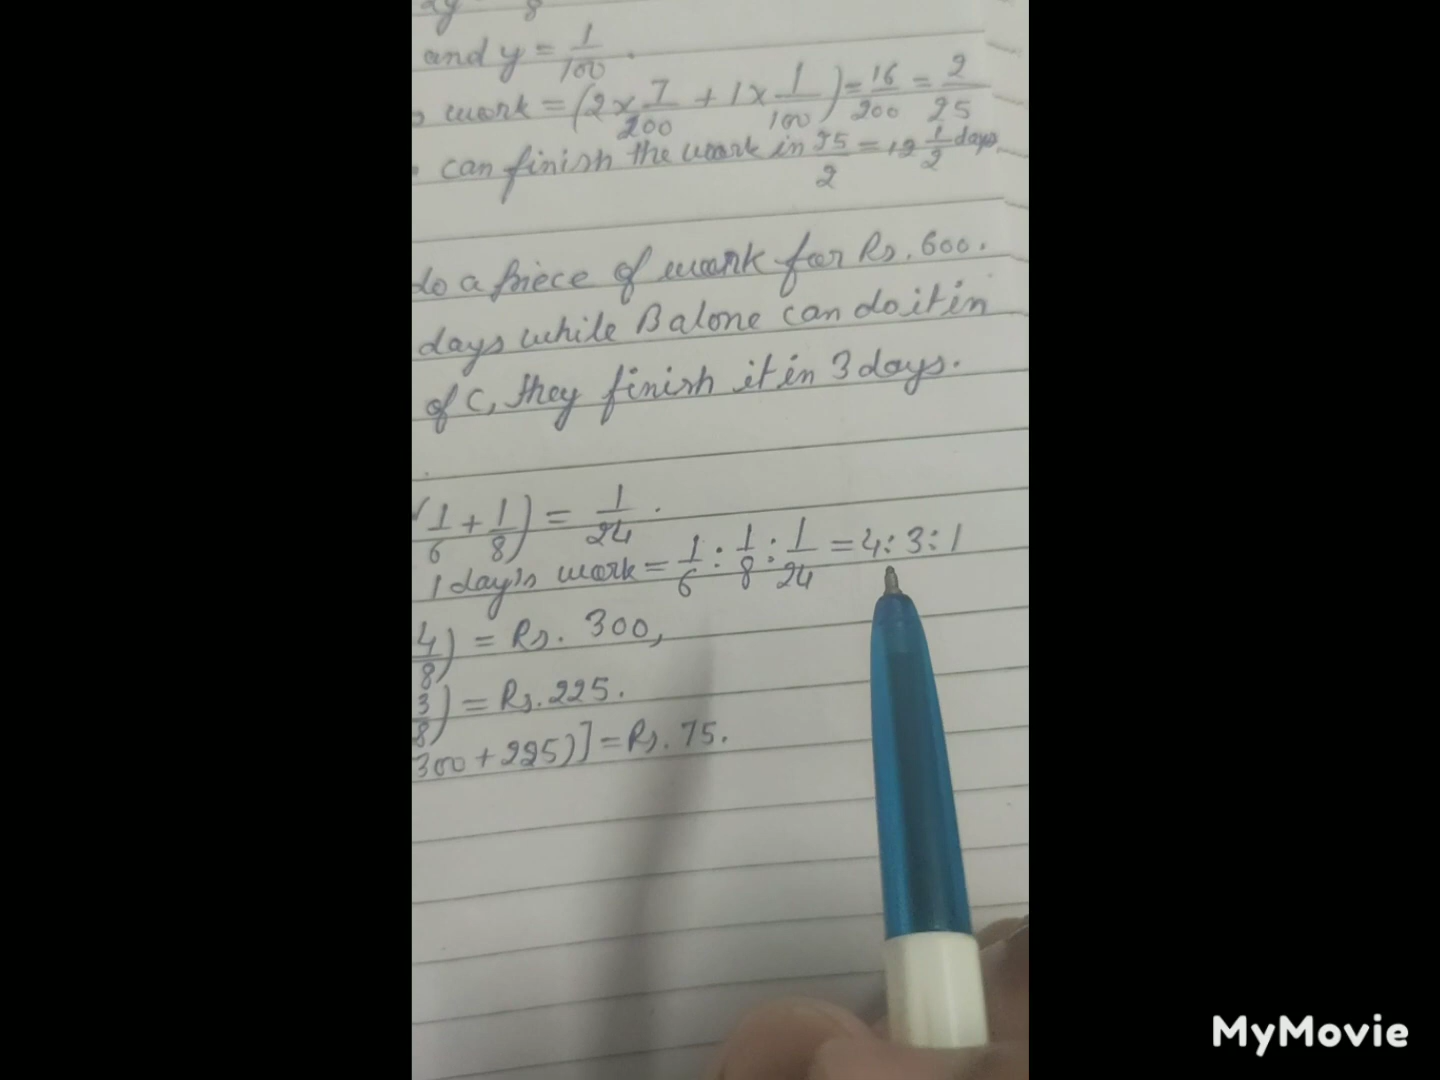 and y = 1/100 .
work = (2 x 7/200 + 1 x 1/100) = 16/200 = 2/25
can finish the work in 25/2 = 12 1/2 days.
do a piece of work for Rs. 600.
days while B alone can do it in
of C, they finish it in 3 days.
(1/6 + 1/8) = 1/24 .
1 day's work = 1/6 : 1/8 : 1/24 = 4 : 3 : 1
4/8) = Rs. 300,
3/8) = Rs. 225.
300 + 225)] = Rs. 75.
MyMovie